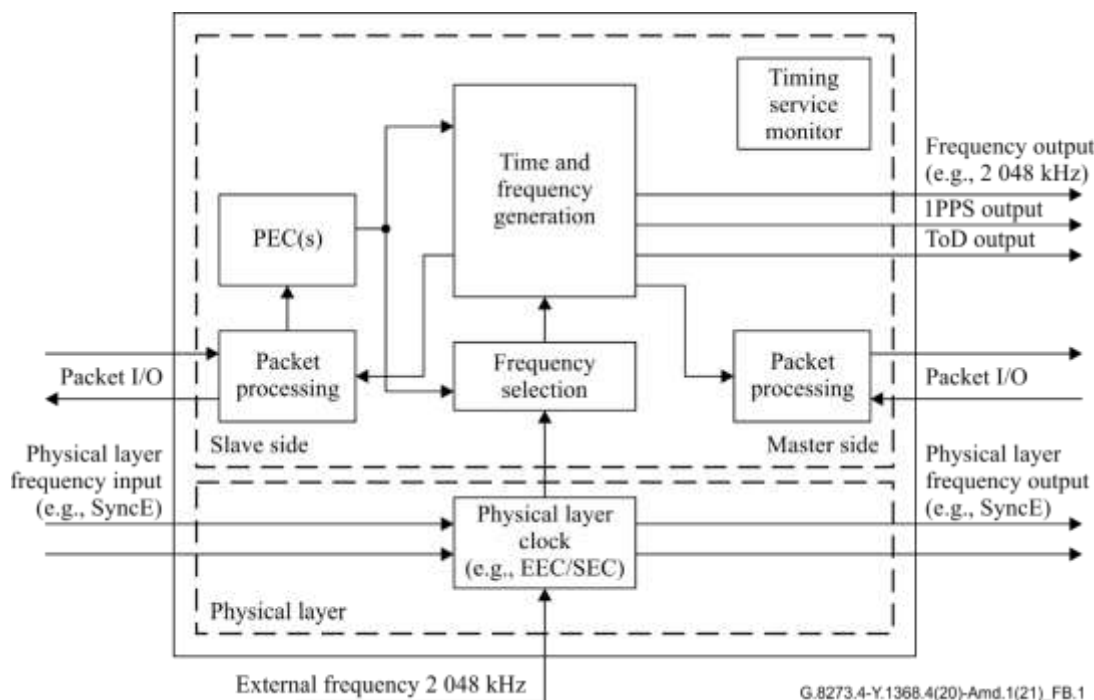 Timing
service
monitor
Time and
frequency
generation
Frequency output
(e.g., 2 048 kHz)
1PPS output
ToD output
PEC(s)
Packet I/O
Packet
processing
Frequency
selection
Packet
processing
Packet I/O
Slave side
Master side
Physical layer
frequency input
(e.g., SyncE)
Physical layer
clock
(e.g., EEC/SEC)
Physical layer
frequency output
(e.g., SyncE)
Physical layer
External frequency 2 048 kHz
G.8273.4-Y.1368.4(20)-Amd.1(21)_FB.1